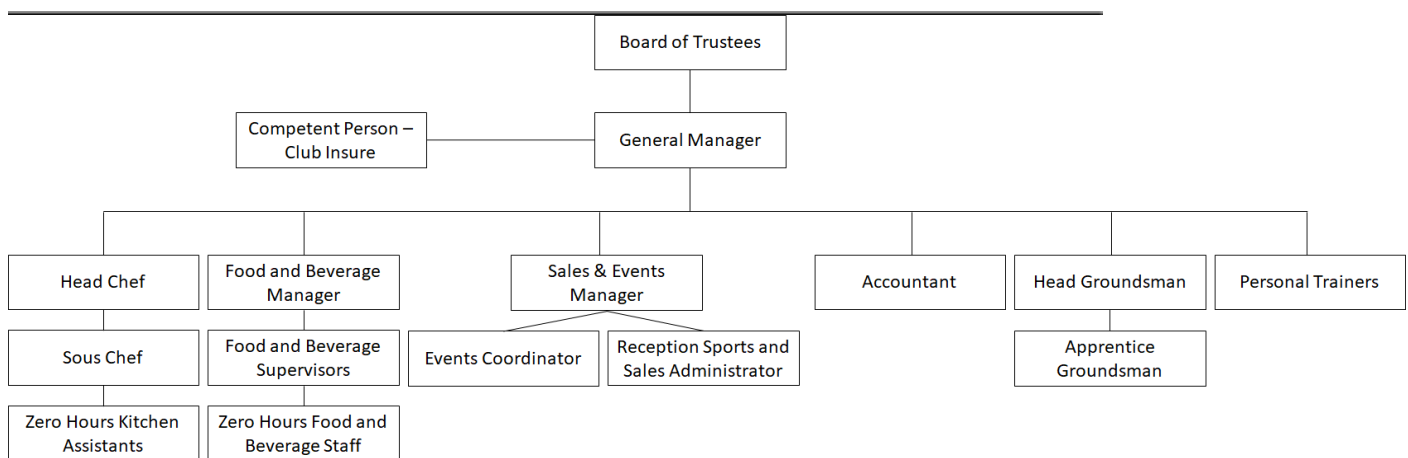 Board of Trustees
Competent Person –
Club Insure
General Manager
Head Chef
Food and Beverage
Manager
Sales & Events
Manager
Accountant
Head Groundsman
Personal Trainers
Sous Chef
Food and Beverage
Supervisors
Events Coordinator
Reception Sports and
Sales Administrator
Apprentice
Groundsman
Zero Hours Kitchen
Assistants
Zero Hours Food and
Beverage Staff